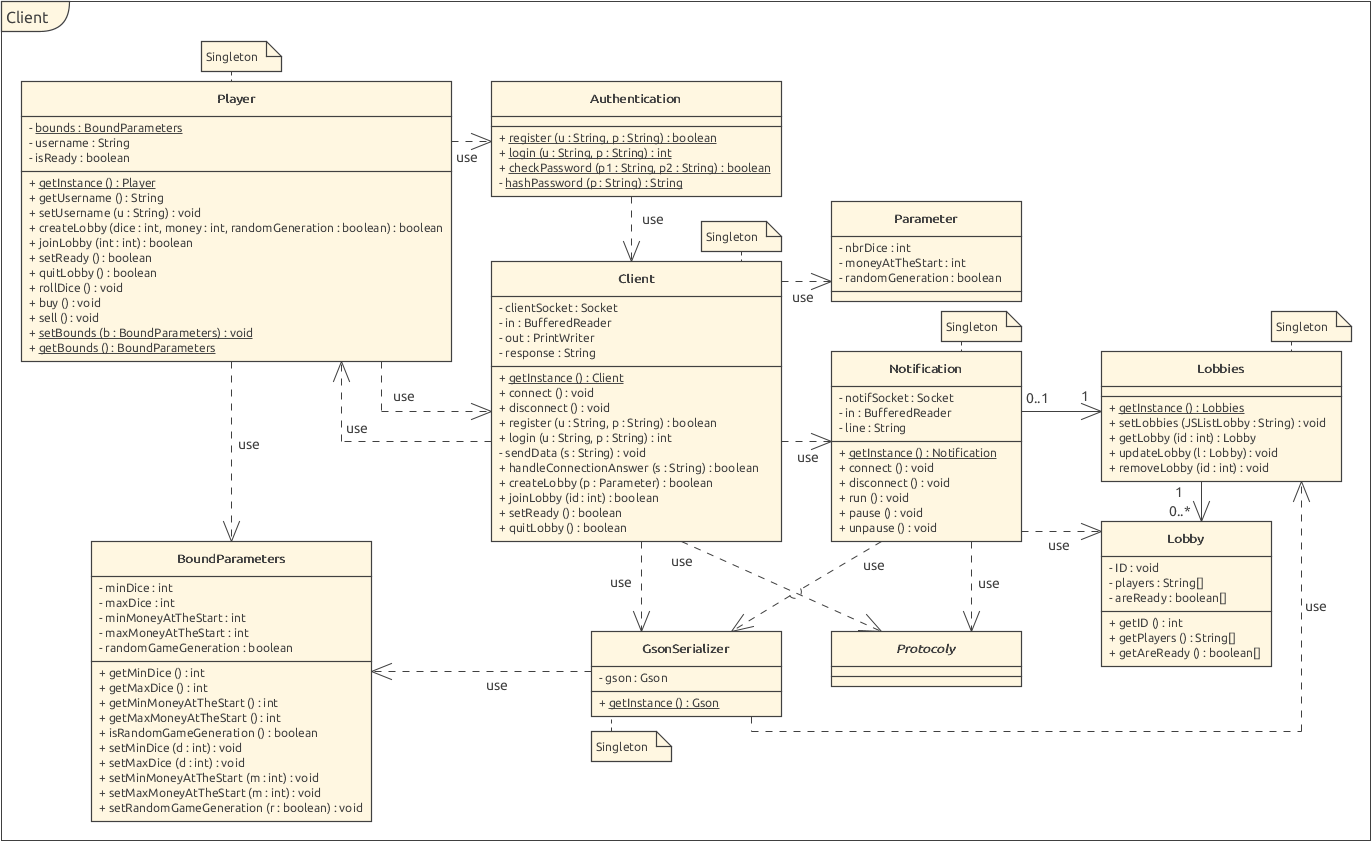 Client
Singleton
Player
- bounds : BoundParameters
- username : String
- isReady : boolean
+ getInstance () : Player
+ getUsername () : String
+ setUsername (u : String) : void
+ createLobby (dice : int, money : int, randomGeneration : boolean) : boolean
+ joinLobby (int : int) : boolean
+ setReady () : boolean
+ quitLobby () : boolean
+ rollDice () : void
+ buy () : void
+ sell () : void
+ setBounds (b : BoundParameters) : void
+ getBounds () : BoundParameters
use
Authentication
+ register (u : String, p : String) : boolean
+ login (u : String, p : String) : int
+ checkPassword (p1 : String, p2 : String) : boolean
- hashPassword (p : String) : String
use
Singleton
Client
- clientSocket : Socket
- in : BufferedReader
- out : PrintWriter
- response : String
+ getInstance () : Client
+ connect () : void
+ disconnect () : void
+ register (u : String, p : String) : boolean
+ login (u : String, p : String) : int
- sendData (s : String) : void
+ handleConnectionAnswer (s : String) : boolean
+ createLobby (p : Parameter) : boolean
+ joinLobby (id : int) : boolean
+ setReady () : boolean
+ quitLobby () : boolean
use
Parameter
- nbrDice : int
- moneyAtTheStart : int
- randomGeneration : boolean
Singleton
Notification
- notifSocket : Socket
- in : BufferedReader
- line : String
+ getInstance () : Notification
+ connect () : void
+ disconnect () : void
+ run () : void
+ pause () : void
+ unpause () : void
0..1
1
Singleton
Lobbies
+ getInstance () : Lobbies
+ setLobbies (JSListLobby : String) : void
+ getLobby (id : int) : Lobby
+ updateLobby (l : Lobby) : void
+ removeLobby (id : int) : void
1
0..*
Lobby
- ID : void
- players : String[]
- areReady : boolean[]
+ getID () : int
+ getPlayers () : String[]
+ getAreReady () : boolean[]
use
use
use
use
use
use
use
use
use
use
BoundParameters
- minDice : int
- maxDice : int
- minMoneyAtTheStart : int
- maxMoneyAtTheStart : int
- randomGameGeneration : boolean
+ getMinDice () : int
+ getMaxDice () : int
+ getMinMoneyAtTheStart () : int
+ getMaxMoneyAtTheStart () : int
+ isRandomGameGeneration () : boolean
+ setMinDice (d : int) : void
+ setMaxDice (d : int) : void
+ setMinMoneyAtTheStart (m : int) : void
+ setMaxMoneyAtTheStart (m : int) : void
+ setRandomGameGeneration (r : boolean) : void
use
GsonSerializer
- gson : Gson
+ getInstance () : Gson
Singleton
Protocoly